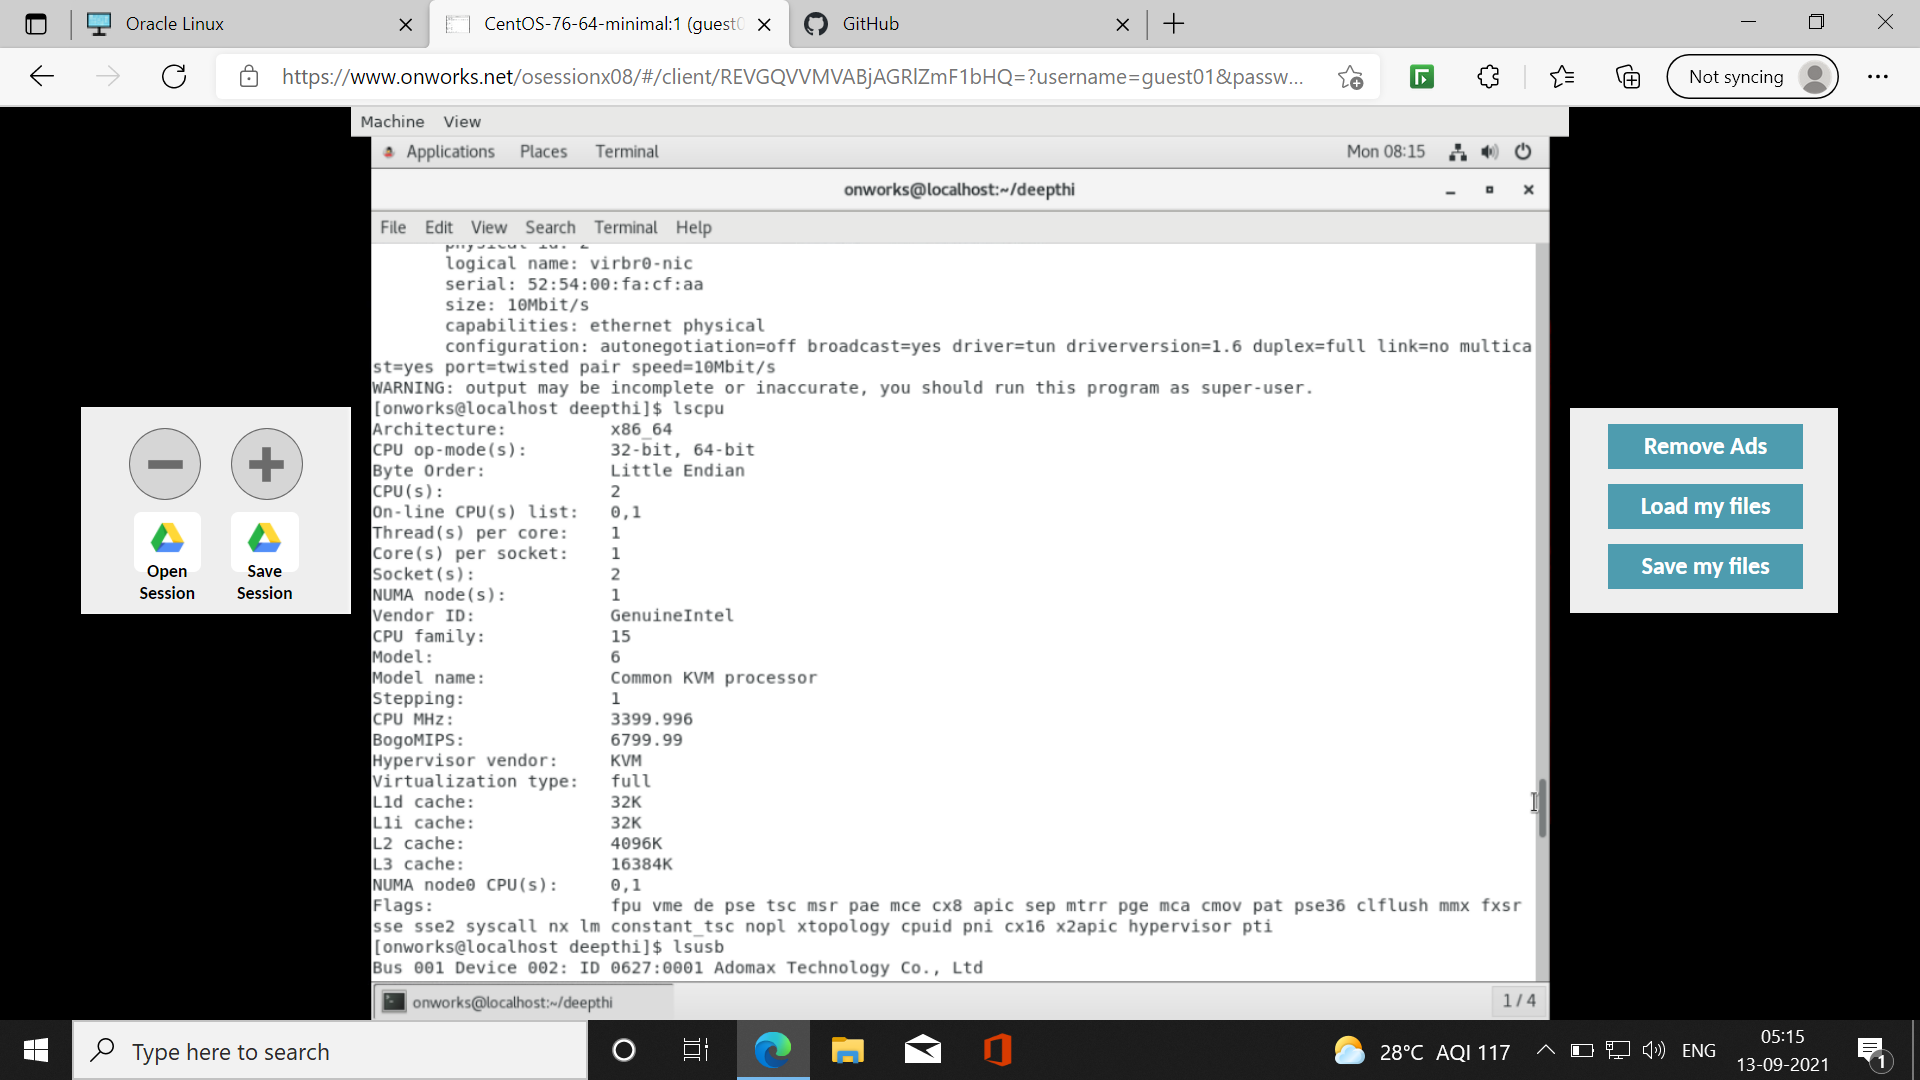 Oracle Linux
CentOS-76-64-minimal:1 (guest0
GitHub
https://www.onworks.net/osessionx08/#/client/REVGQVVMVABjAGRlZmF1bHQ=?username=guest01&passw...
Not syncing
Machine View
Applications Places Terminal
Mon 08:15
onworks@localhost:~/deepthi
File Edit View Search Terminal Help
physical id: 2
logical name: virbr0-nic
serial: 52:54:00:fa:cf:aa
size: 10Mbit/s
capabilities: ethernet physical
configuration: autonegotiation=off broadcast=yes driver=tun driverversion=1.6 duplex=full link=no multica
st=yes port=twisted pair speed=10Mbit/s
WARNING: output may be incomplete or inaccurate, you should run this program as super-user.
[onworks@localhost deepthi]$ lscpu
Architecture: x86_64
CPU op-mode(s): 32-bit, 64-bit
Byte Order: Little Endian
CPU(s): 2
On-line CPU(s) list: 0,1
Thread(s) per core: 1
Core(s) per socket: 1
Socket(s): 2
NUMA node(s): 1
Vendor ID: GenuineIntel
CPU family: 15
Model: 6
Model name: Common KVM processor
Stepping: 1
CPU MHz: 3399.996
BogoMIPS: 6799.99
Hypervisor vendor: KVM
Virtualization type: full
L1d cache: 32K
L1i cache: 32K
L2 cache: 4096K
L3 cache: 16384K
NUMA node0 CPU(s): 0,1
Flags: fpu vme de pse tsc msr pae mce cx8 apic sep mtrr pge mca cmov pat pse36 clflush mmx fxsr
sse sse2 syscall nx lm constant_tsc nopl xtopology cpuid pni cx16 x2apic hypervisor pti
[onworks@localhost deepthi]$ lsusb
Bus 001 Device 002: ID 0627:0001 Adomax Technology Co., Ltd
onworks@localhost:~/deepthi
1 / 4
Open
Session
Save
Session
Remove Ads
Load my files
Save my files
Type here to search
28°C AQI 117
ENG
05:15
13-09-2021
1